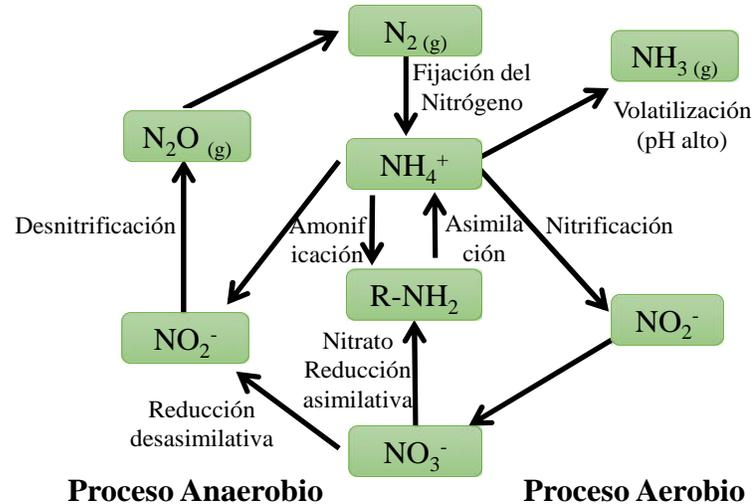 N₂ (g)
NH₃ (g)
Fijación del
Nitrógeno
Volatilización
(pH alto)
N₂O (g)
NH₄⁺
Desnitrificación
Amonif
icación
Asimila
ción
Nitrificación
R-NH₂
NO₂⁻
NO₂⁻
Nitrato
Reducción
asimilativa
Reducción
desasimilativa
NO₃⁻
Proceso Anaerobio
Proceso Aerobio